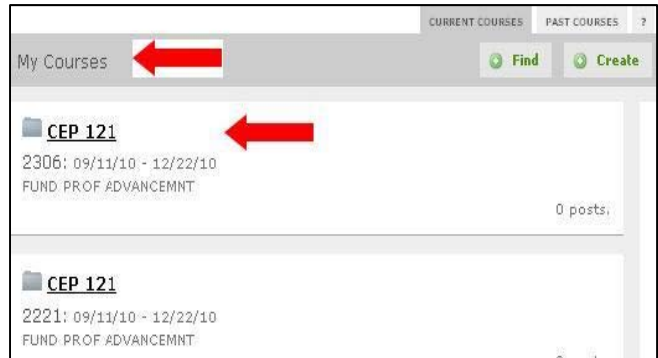 CURRENT COURSES PAST COURSES ?
My Courses Find Create
CEP 121
2306: 09/11/10 - 12/22/10
FUND PROF ADVANCEMNT
0 posts.
CEP 121
2221: 09/11/10 - 12/22/10
FUND PROF ADVANCEMNT